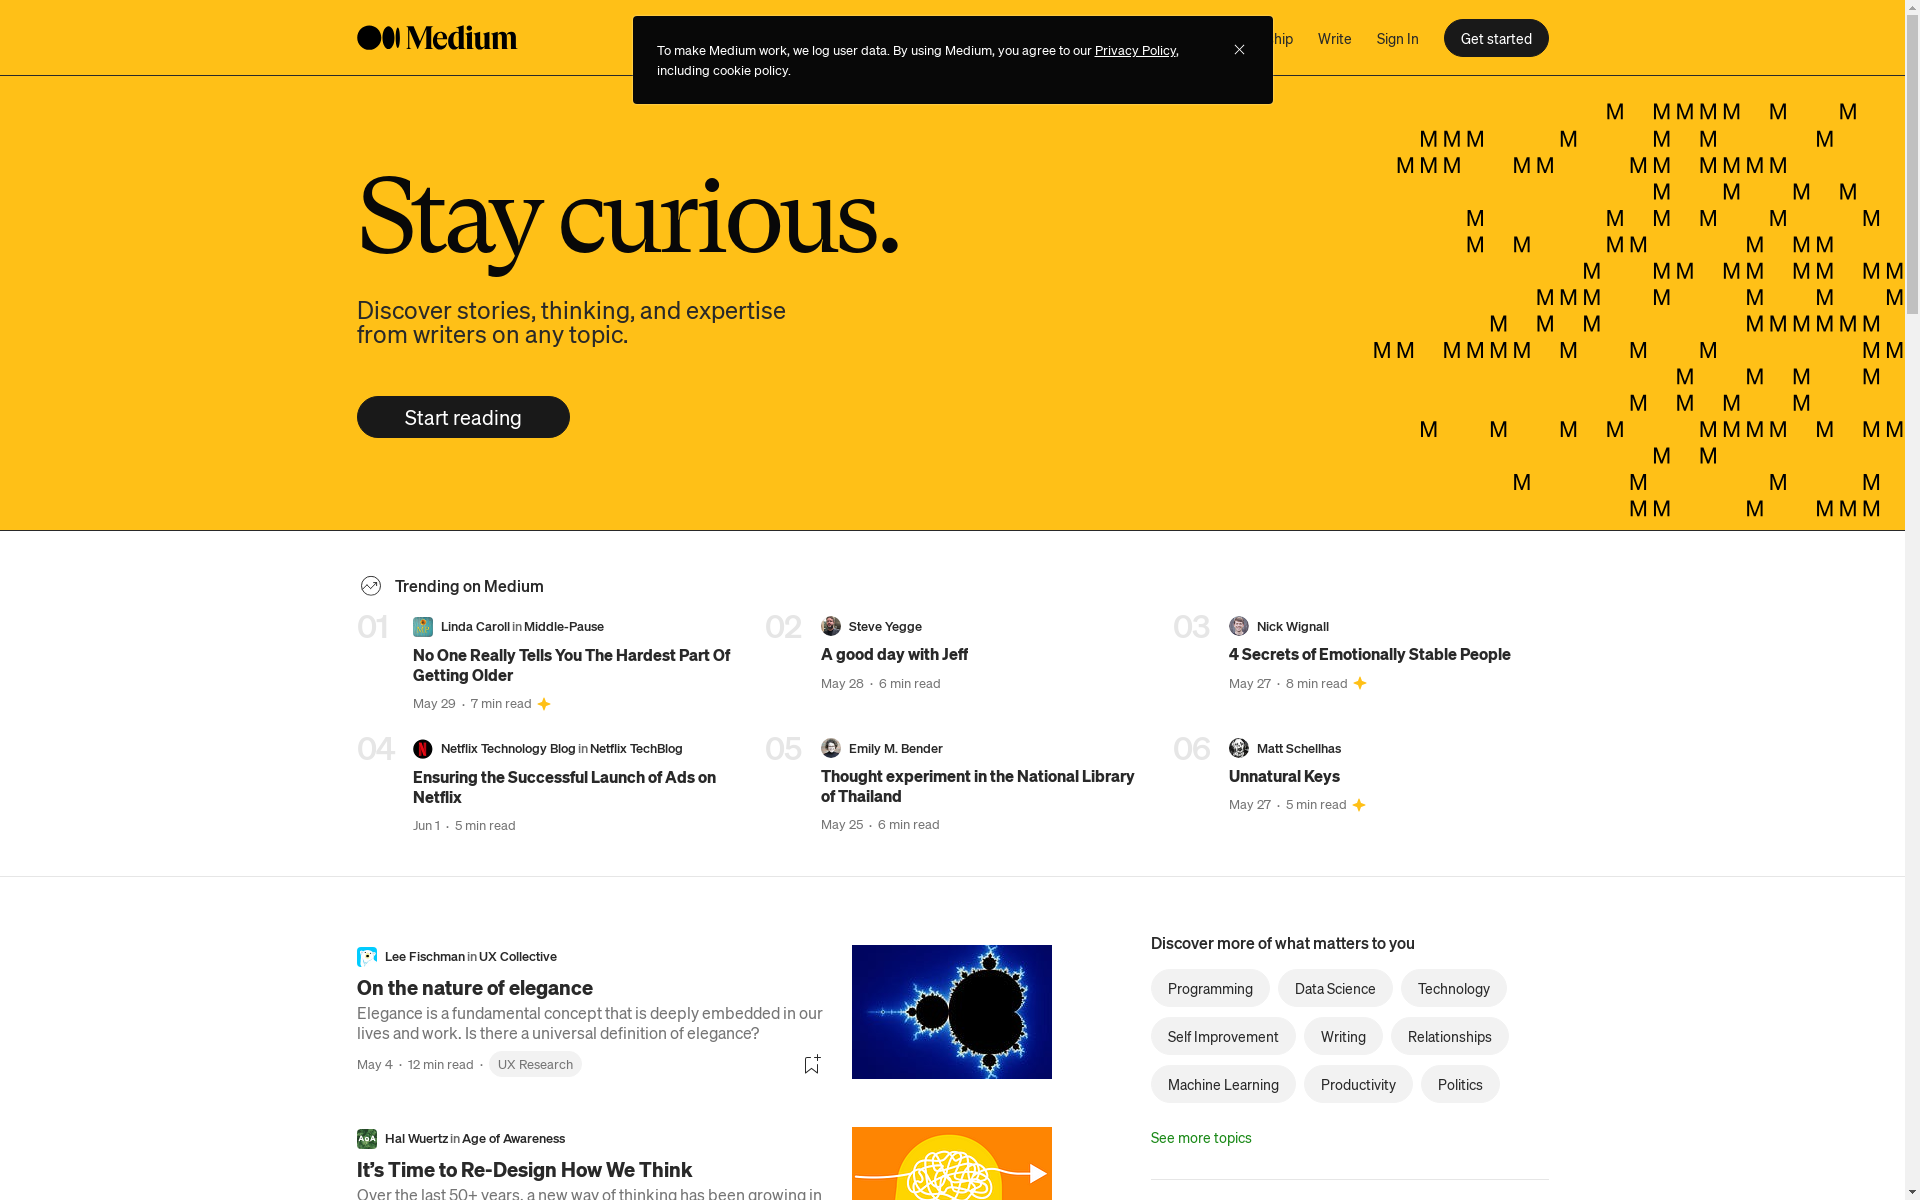 Medium
To make Medium work, we log user data. By using Medium, you agree to our Privacy Policy,
including cookie policy.
Write
Sign In
Get started
M M M M M M M
M M M M M M M
M M M M M M M M M M M
M M M M
M M M M M M
M M M M M M M
M M M M M M M M M
M M M M M M M
M M M M M M M M M
M M M M M M M M M M M
M M M M
M M M M
M M M M M M M M M M M
M M
M M M M
M M M M M M
Stay curious.
Discover stories, thinking, and expertise
from writers on any topic.
Start reading
Trending on Medium
01
Linda Caroll in Middle-Pause
No One Really Tells You The Hardest Part Of
Getting Older
May 29 · 7 min read
02
Steve Yegge
A good day with Jeff
May 28 · 6 min read
03
Nick Wignall
4 Secrets of Emotionally Stable People
May 27 · 8 min read
04
Netflix Technology Blog in Netflix TechBlog
Ensuring the Successful Launch of Ads on
Netflix
Jun 1 · 5 min read
05
Emily M. Bender
Thought experiment in the National Library
of Thailand
May 25 · 6 min read
06
Matt Schellhas
Unnatural Keys
May 27 · 5 min read
Lee Fischman in UX Collective
On the nature of elegance
Elegance is a fundamental concept that is deeply embedded in our
lives and work. Is there a universal definition of elegance?
May 4 · 12 min read · UX Research
AoA
Hal Wuertz in Age of Awareness
It’s Time to Re-Design How We Think
Over the last 50+ years, a new way of thinking has been growing in
Discover more of what matters to you
Programming
Data Science
Technology
Self Improvement
Writing
Relationships
Machine Learning
Productivity
Politics
See more topics